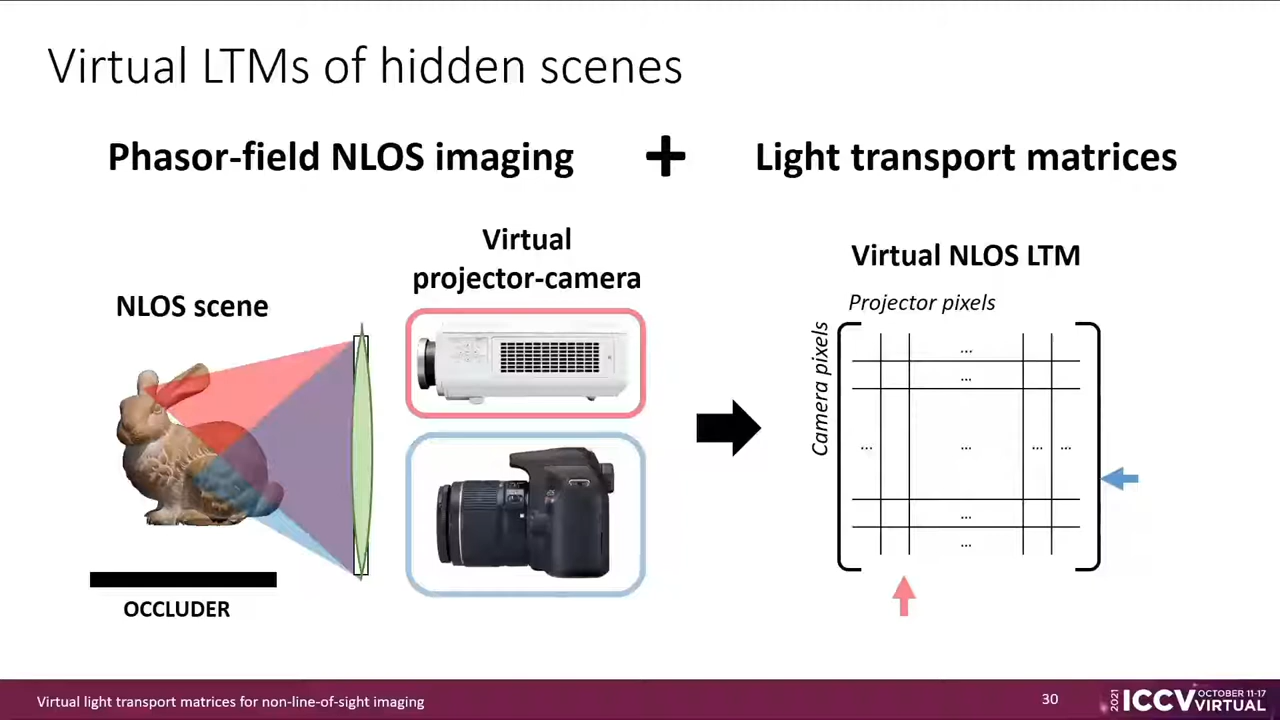 Virtual LTMs of hidden scenes
Phasor-field NLOS imaging + Light transport matrices
Virtual
projector-camera
NLOS scene
OCCLUDER
Virtual NLOS LTM
Projector pixels
Camera pixels
...
...
... ... ... ...
...
...
Virtual light transport matrices for non-line-of-sight imaging
30
2021 ICCV OCTOBER 11-17
VIRTUAL